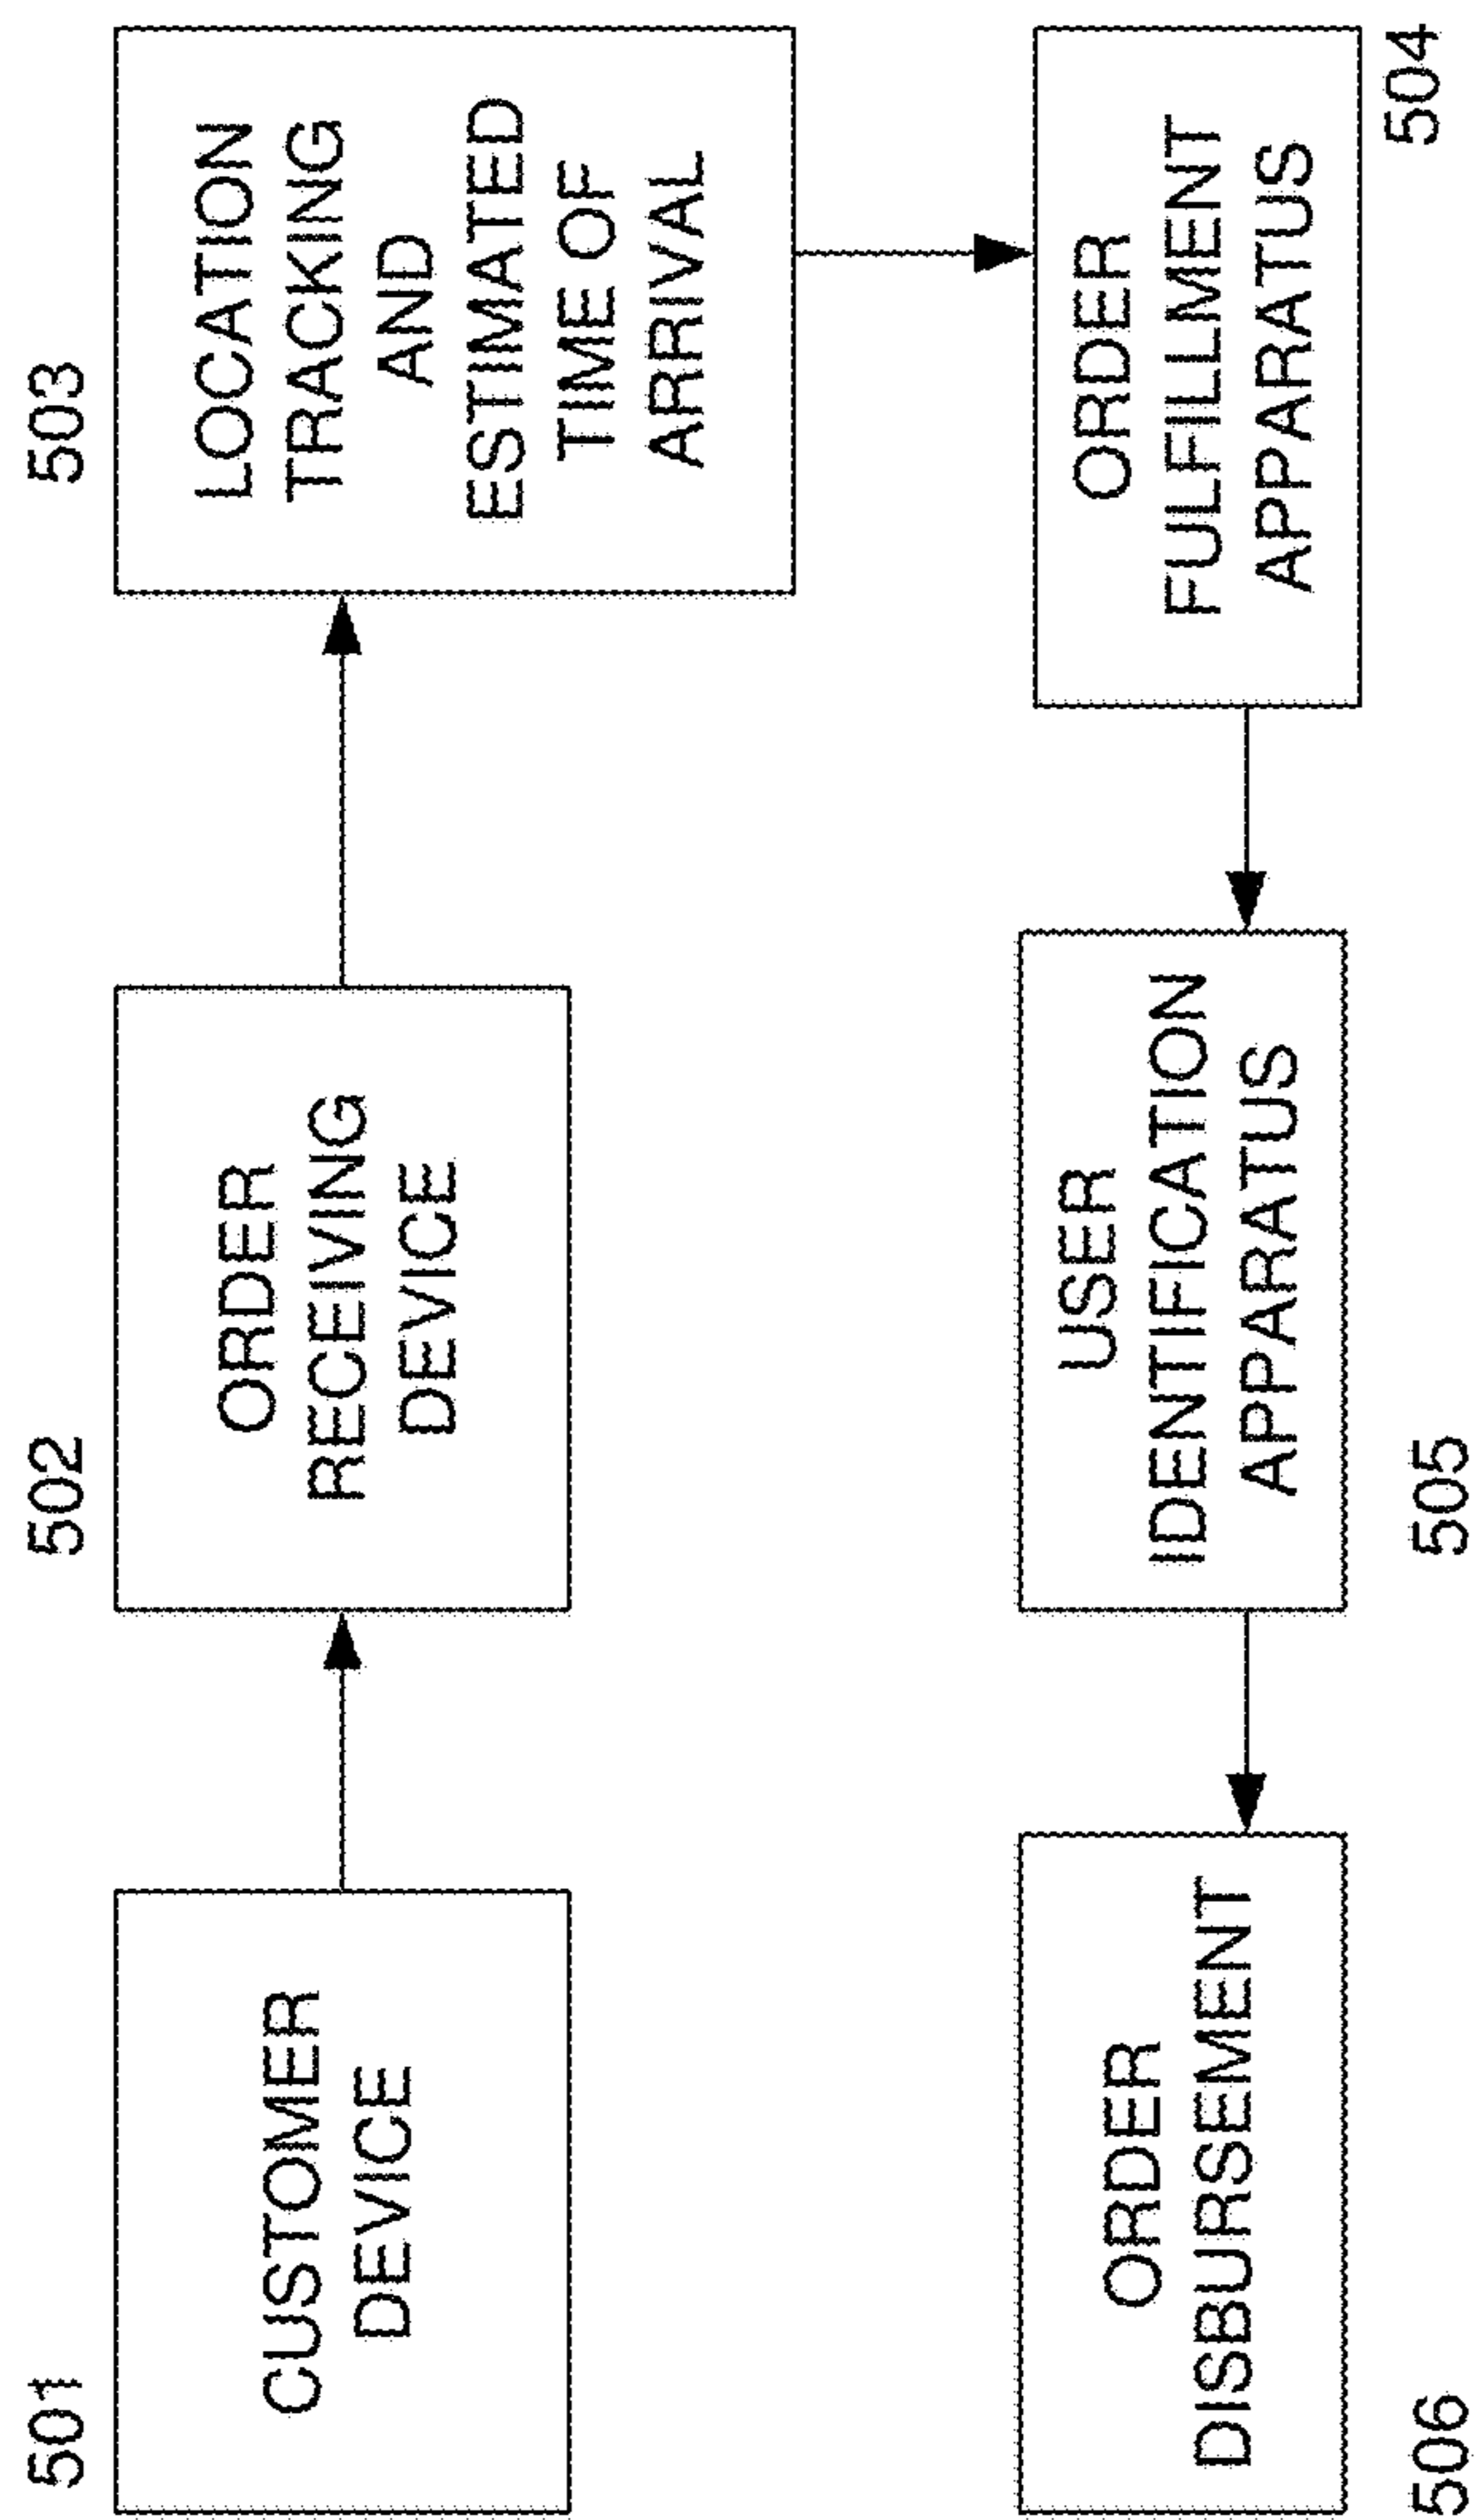 501
CUSTOMER
DEVICE
502
ORDER
RECEIVING
DEVICE
503
LOCATION
TRACKING
AND
ESTIMATED
TIME OF
ARRIVAL
ORDER
FULFILLMENT
APPARATUS
504
USER
IDENTIFICATION
APPARATUS
505
ORDER
DISBURSEMENT
506